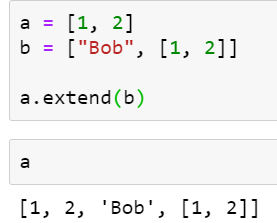 a = [1, 2]
b = ["Bob", [1, 2]]
a.extend(b)
a
[1, 2, 'Bob', [1, 2]]